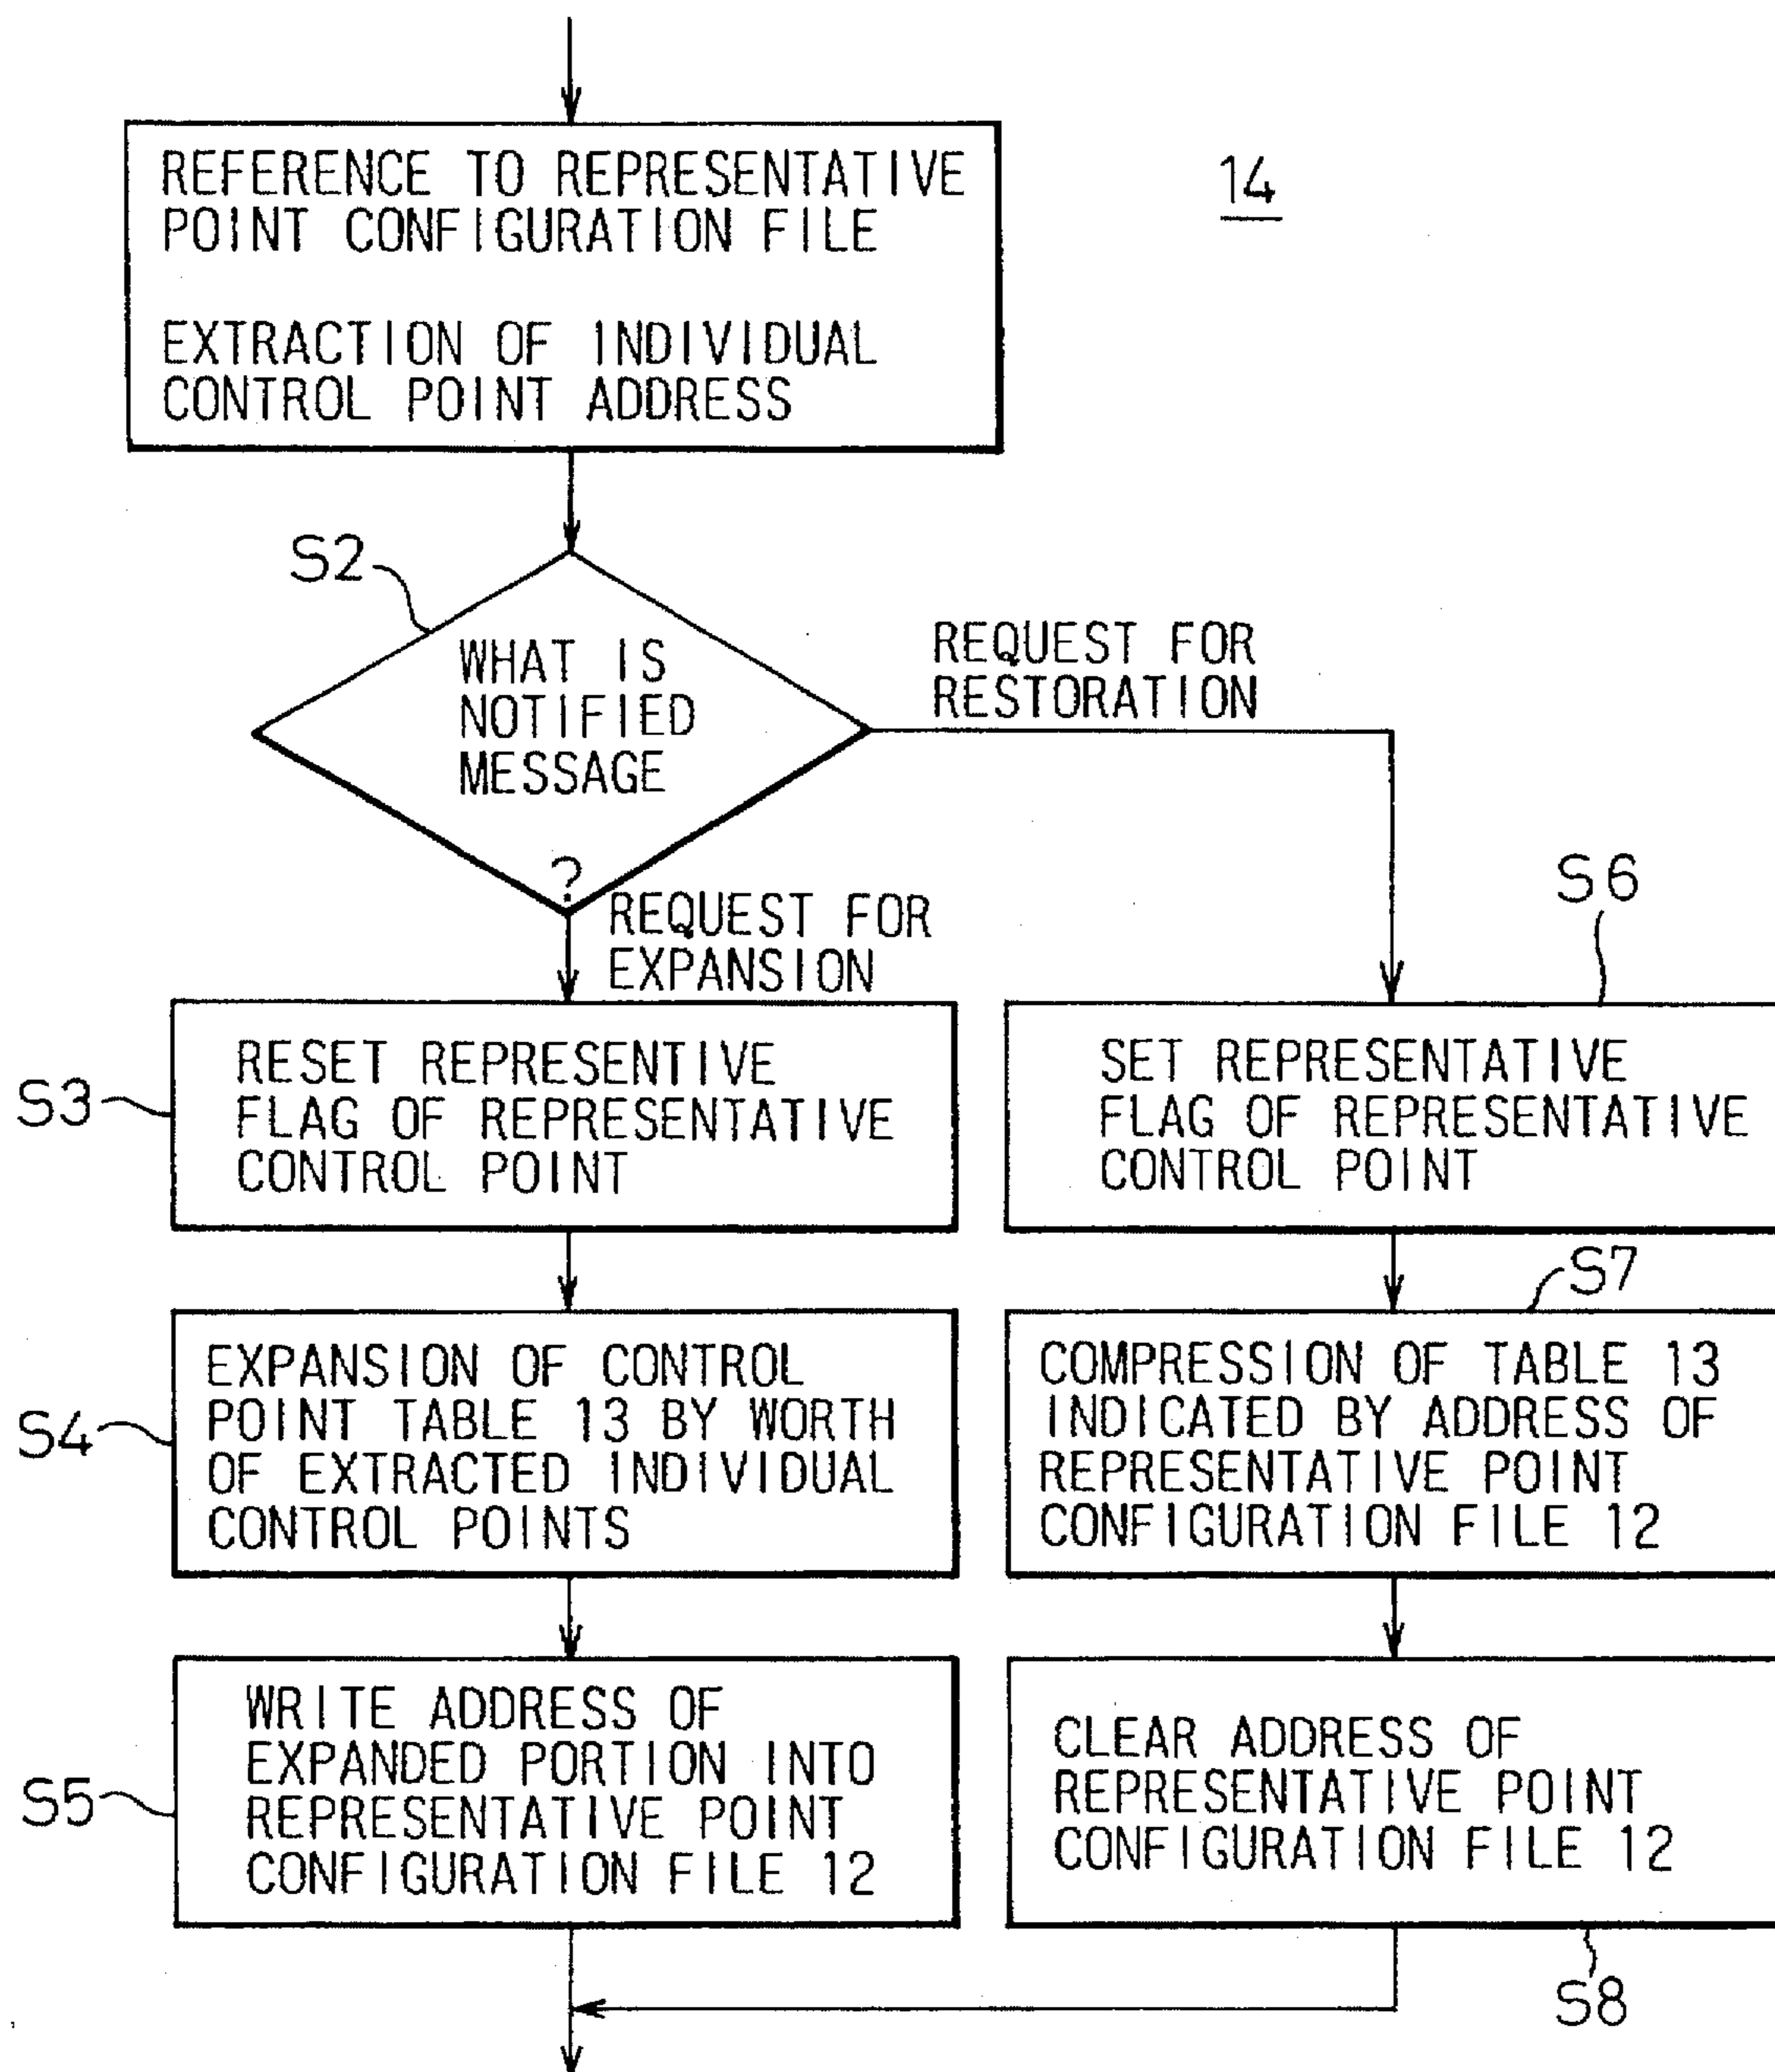 REFERENCE TO REPRESENTATIVE
POINT CONFIGURATION FILE
EXTRACTION OF INDIVIDUAL
CONTROL POINT ADDRESS
14
S2
WHAT IS
NOTIFIED
MESSAGE
?
REQUEST FOR
RESTORATION
REQUEST FOR
EXPANSION
S3
RESET REPRESENTIVE
FLAG OF REPRESENTATIVE
CONTROL POINT
S6
SET REPRESENTATIVE
FLAG OF REPRESENTATIVE
CONTROL POINT
S4
EXPANSION OF CONTROL
POINT TABLE 13 BY WORTH
OF EXTRACTED INDIVIDUAL
CONTROL POINTS
S7
COMPRESSION OF TABLE 13
INDICATED BY ADDRESS OF
REPRESENTATIVE POINT
CONFIGURATION FILE 12
S5
WRITE ADDRESS OF
EXPANDED PORTION INTO
REPRESENTATIVE POINT
CONFIGURATION FILE 12
CLEAR ADDRESS OF
REPRESENTATIVE POINT
CONFIGURATION FILE 12
S8